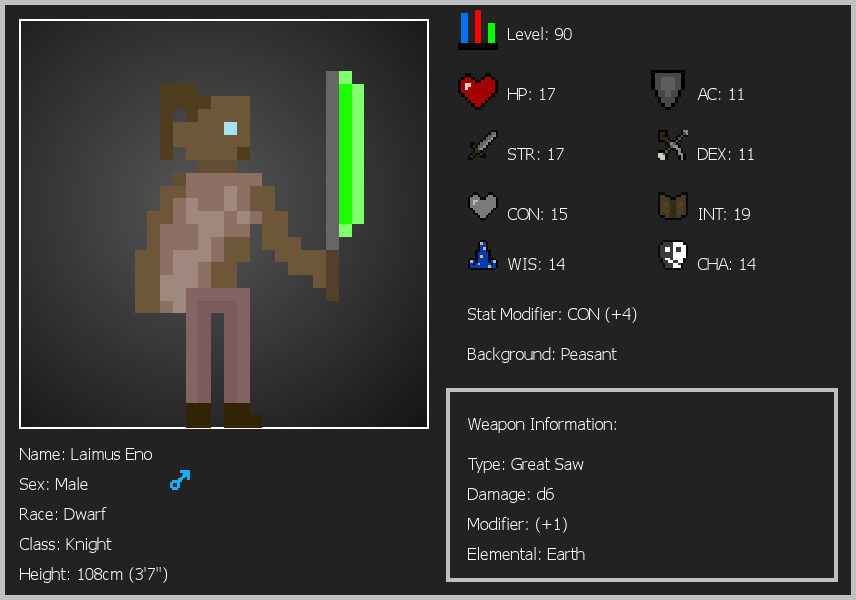 Level: 90
HP: 17
AC: 11
STR: 17
DEX: 11
CON: 15
INT: 19
WIS: 14
CHA: 14
Stat Modifier: CON (+4)
Background: Peasant
Weapon Information:
Type: Great Saw
Damage: d6
Modifier: (+1)
Elemental: Earth
Name: Laimus Eno
Sex: Male
Race: Dwarf
Class: Knight
Height: 108cm (3'7")